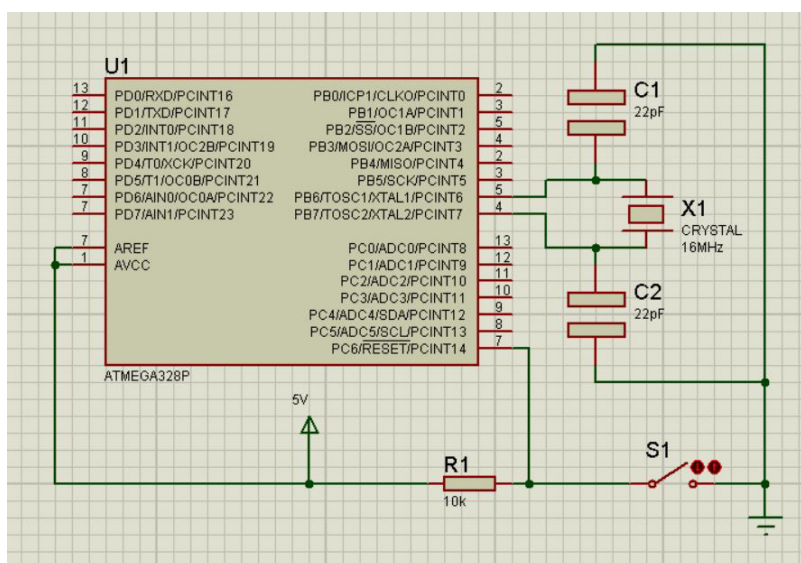 U1
13 PD0/RXD/PCINT16
12 PD1/TXD/PCINT17
11 PD2/INT0/PCINT18
10 PD3/INT1/OC2B/PCINT19
9 PD4/T0/XCK/PCINT20
8 PD5/T1/OC0B/PCINT21
7 PD6/AIN0/OC0A/PCINT22
7 PD7/AIN1/PCINT23
7 AREF
1 AVCC
PB0/ICP1/CLKO/PCINT0 2
PB1/OC1A/PCINT1 3
PB2/SS/OC1B/PCINT2 5
PB3/MOSI/OC2A/PCINT3 4
PB4/MISO/PCINT4 2
PB5/SCK/PCINT5 3
PB6/TOSC1/XTAL1/PCINT6 5
PB7/TOSC2/XTAL2/PCINT7 4
PC0/ADC0/PCINT8 13
PC1/ADC1/PCINT9 12
PC2/ADC2/PCINT10 11
PC3/ADC3/PCINT11 10
PC4/ADC4/SDA/PCINT12 9
PC5/ADC5/SCL/PCINT13 8
PC6/RESET/PCINT14 7
ATMEGA328P
C1
22pF
X1
CRYSTAL
16MHz
C2
22pF
5V
R1
10k
S1